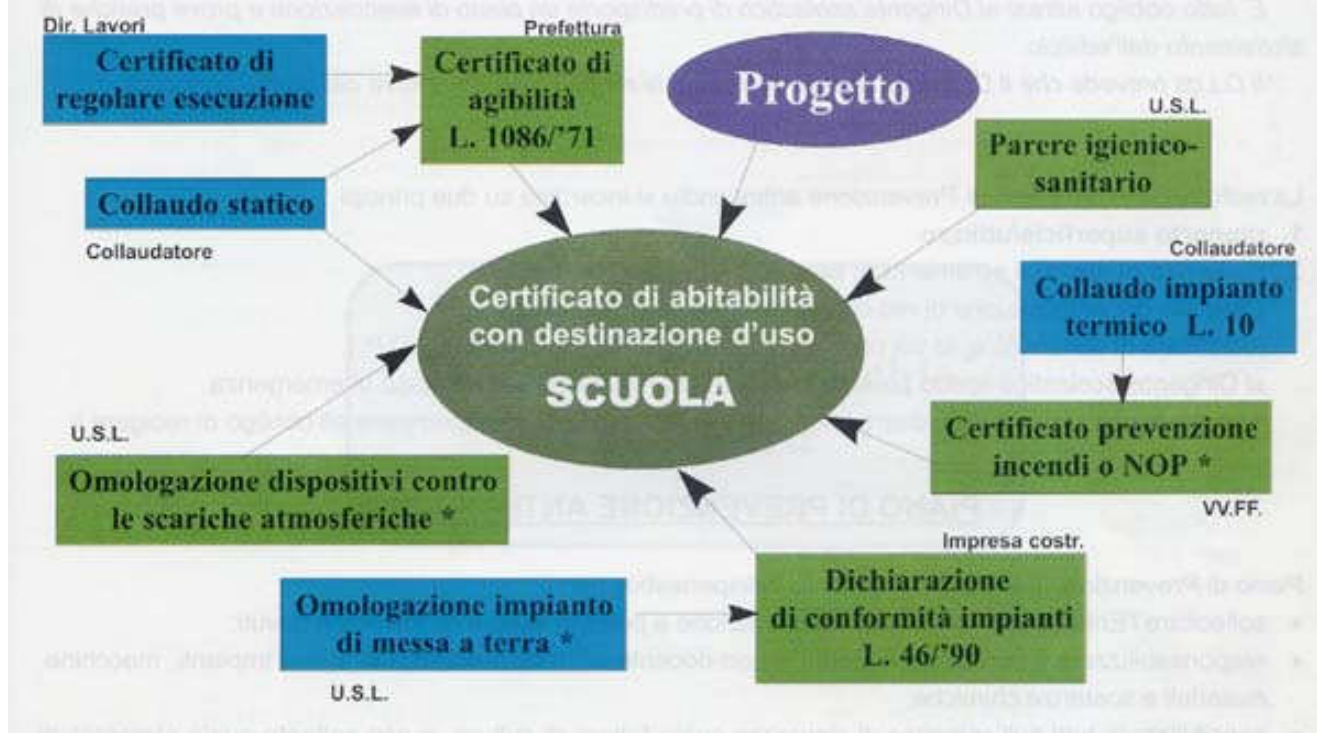 Dir. Lavori
Certificato di
regolare esecuzione
Prefettura
Certificato di
agibilità
L. 1086/'71
Progetto
U.S.L.
Parere igienico-
sanitario
Collaudo statico
Collaudatore
Collaudatore
Collaudo impianto
termico L. 10
Certificato di abitabilità
con destinazione d'uso
SCUOLA
U.S.L.
Omologazione dispositivi contro
le scariche atmosferiche *
Certificato prevenzione
incendi o NOP *
VV.FF.
Impresa costr.
Dichiarazione
di conformità impianti
L. 46/'90
Omologazione impianto
di messa a terra *
U.S.L.